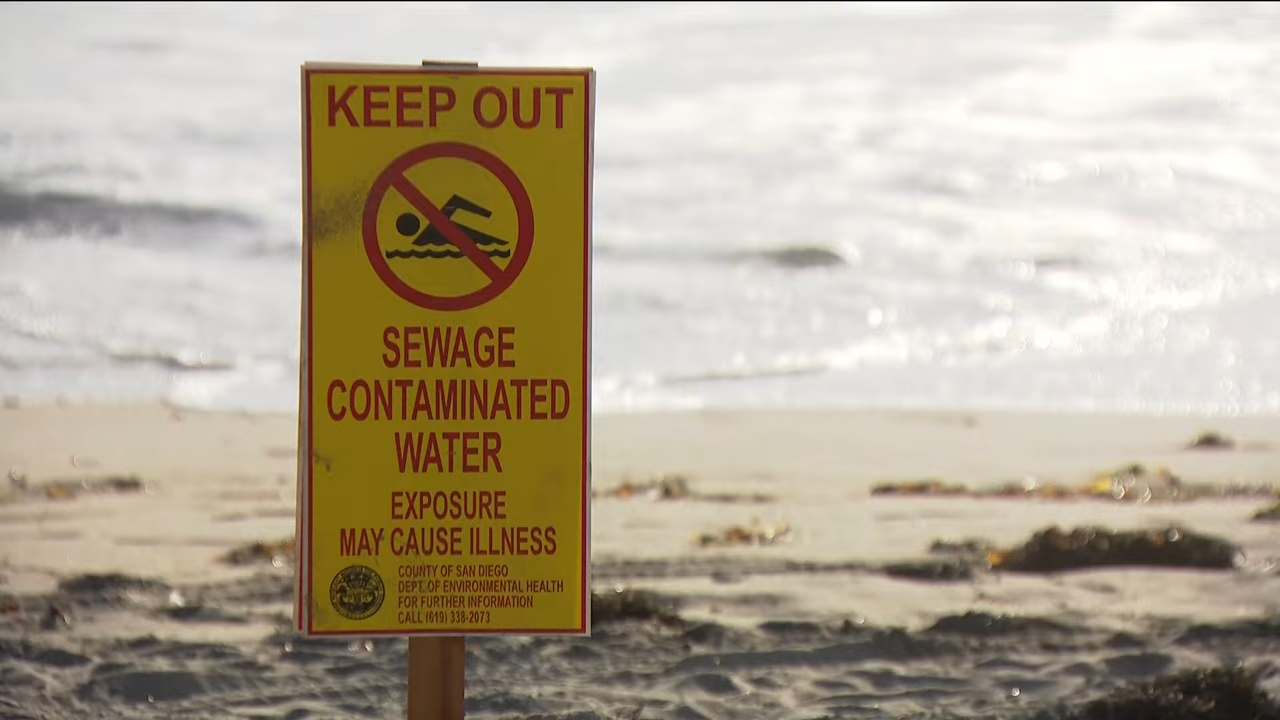 KEEP OUT
SEWAGE
CONTAMINATED
WATER
EXPOSURE
MAY CAUSE ILLNESS
COUNTY OF SAN DIEGO
DEPT. OF ENVIRONMENTAL HEALTH
FOR FURTHER INFORMATION
CALL (619) 338-2073